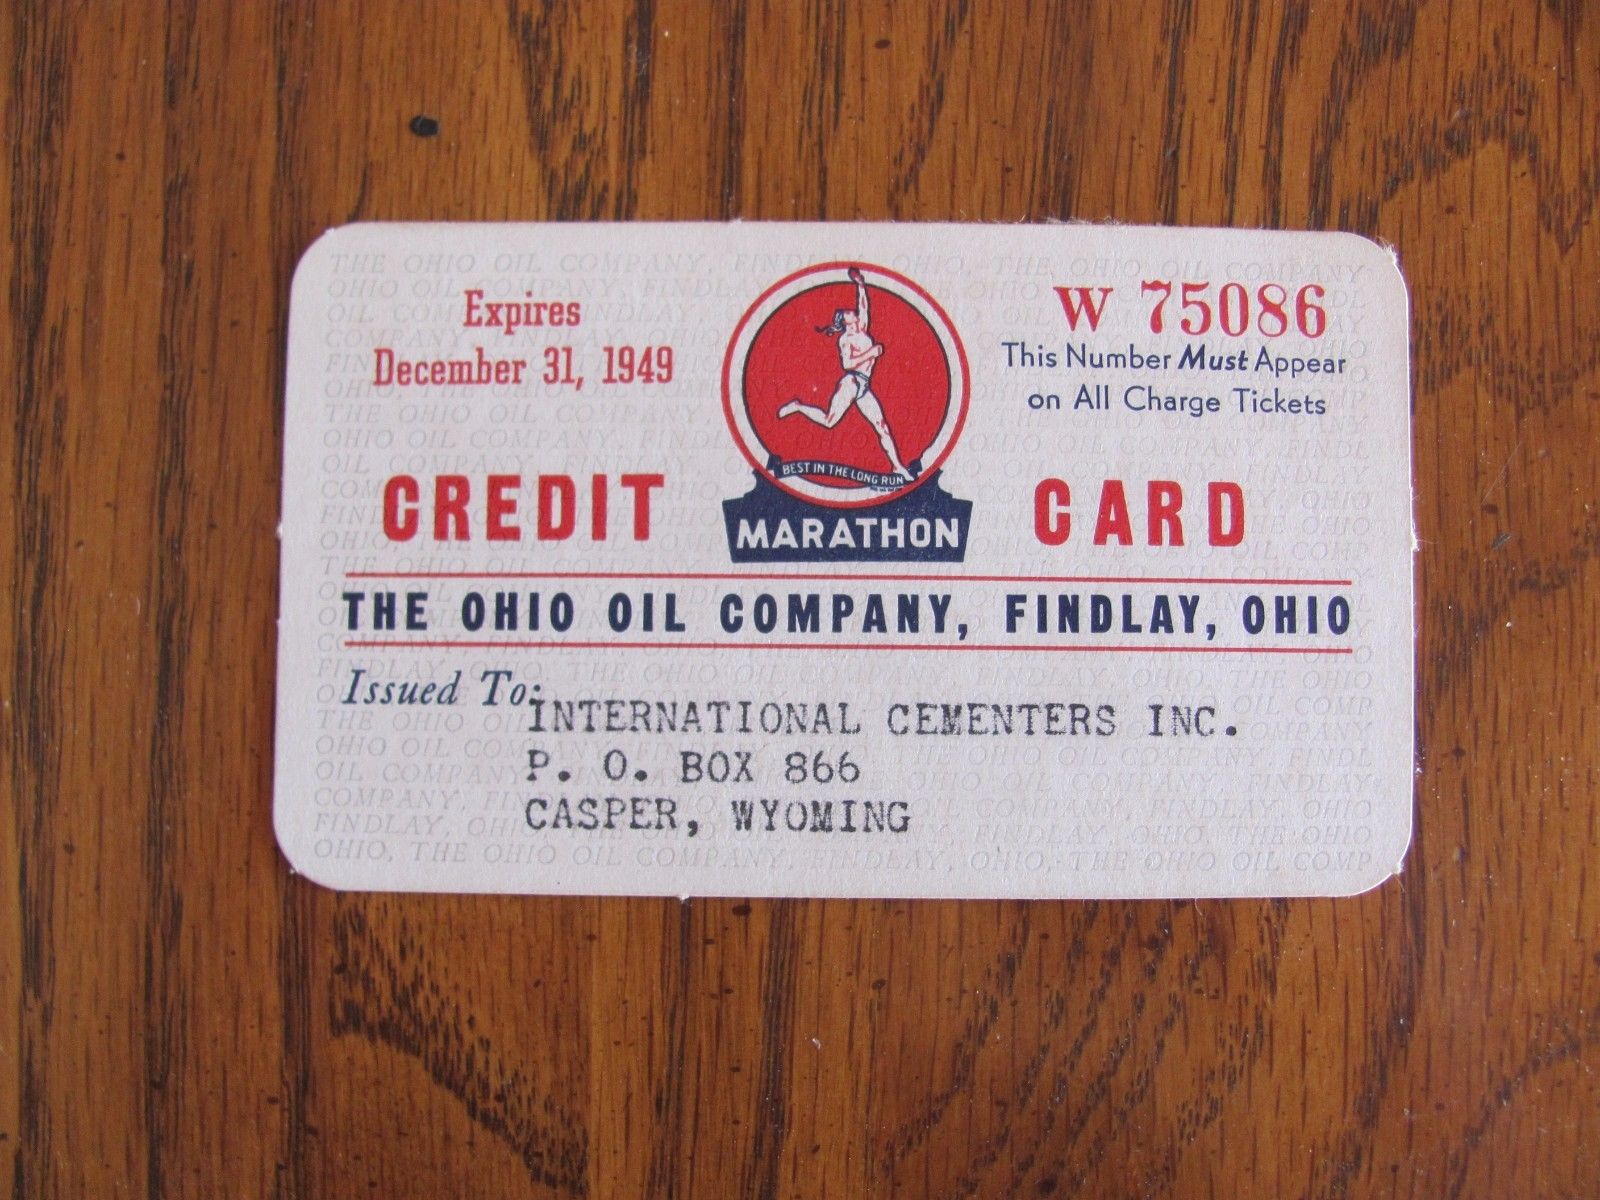 Expires
December 31, 1949
W 75086
This Number Must Appear
on All Charge Tickets
BEST IN THE LONG RUN
MARATHON
CREDIT CARD
THE OHIO OIL COMPANY, FINDLAY, OHIO
Issued To:
INTERNATIONAL CEMENTERS INC.
P. O. BOX 866
CASPER, WYOMING